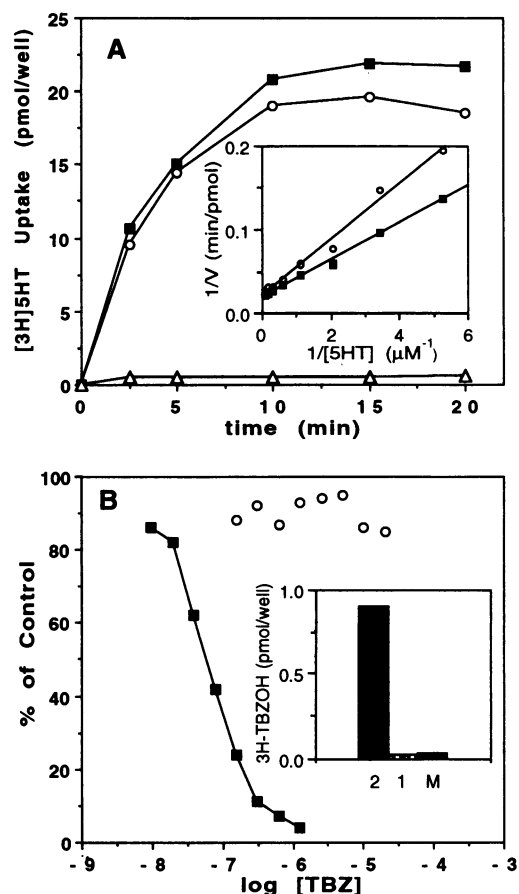 A
[3H]5HT Uptake (pmol/well)
25
20
15
10
5
0
0 5 10 15 20
time (min)
1/V (min/pmol)
0.2
0.1
0.0
0 2 4 6
1/[5HT] (µM⁻¹)
B
% of Control
100
80
60
40
20
0
-9 -8 -7 -6 -5 -4 -3
log [TBZ]
3H-TBZOH (pmol/well)
1.0
0.5
0.0
2 1 M